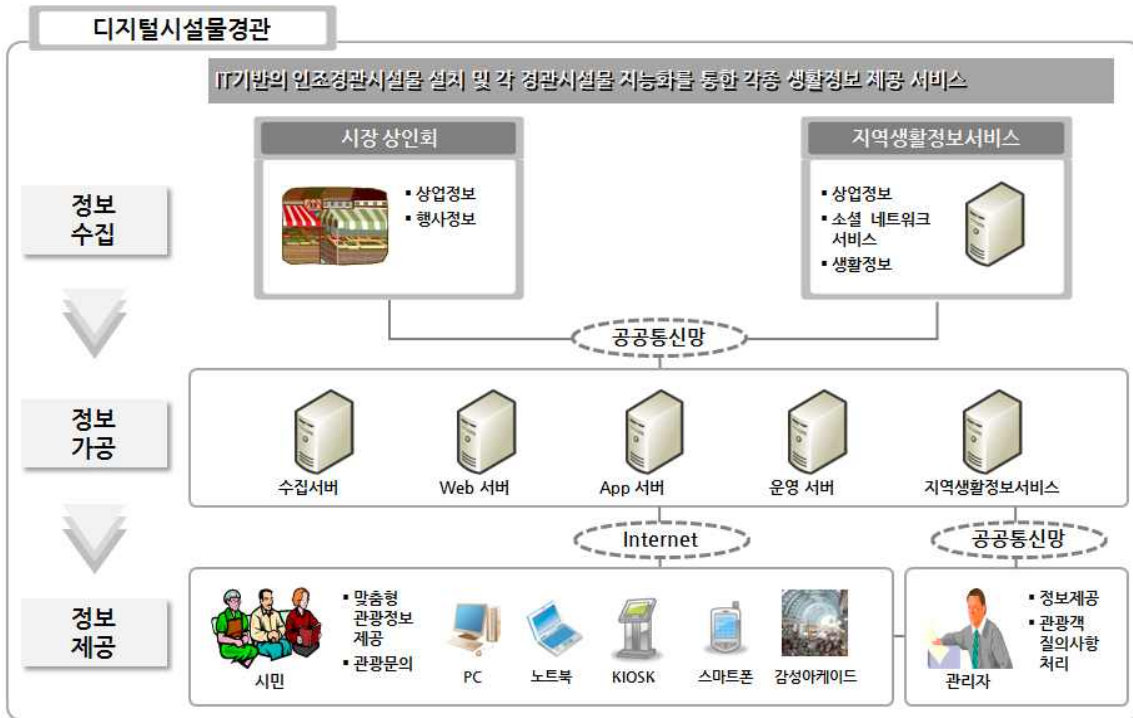 디지털시설물경관
IT기반의 인조경관시설물 설치 및 각 경관시설물 지능화를 통한 각종 생활정보 제공 서비스
정보
수집
시장 상인회
▪ 상업정보
▪ 행사정보
지역생활정보서비스
▪ 상업정보
▪ 소셜 네트워크
서비스
▪ 생활정보
공공통신망
정보
가공
수집서버
Web 서버
App 서버
운영 서버
지역생활정보서비스
Internet
공공통신망
정보
제공
시민
▪ 맞춤형
관광정보
제공
▪ 관광문의
PC
노트북
KIOSK
스마트폰
감성아케이드
관리자
▪ 정보제공
▪ 관광객
질의사항
처리